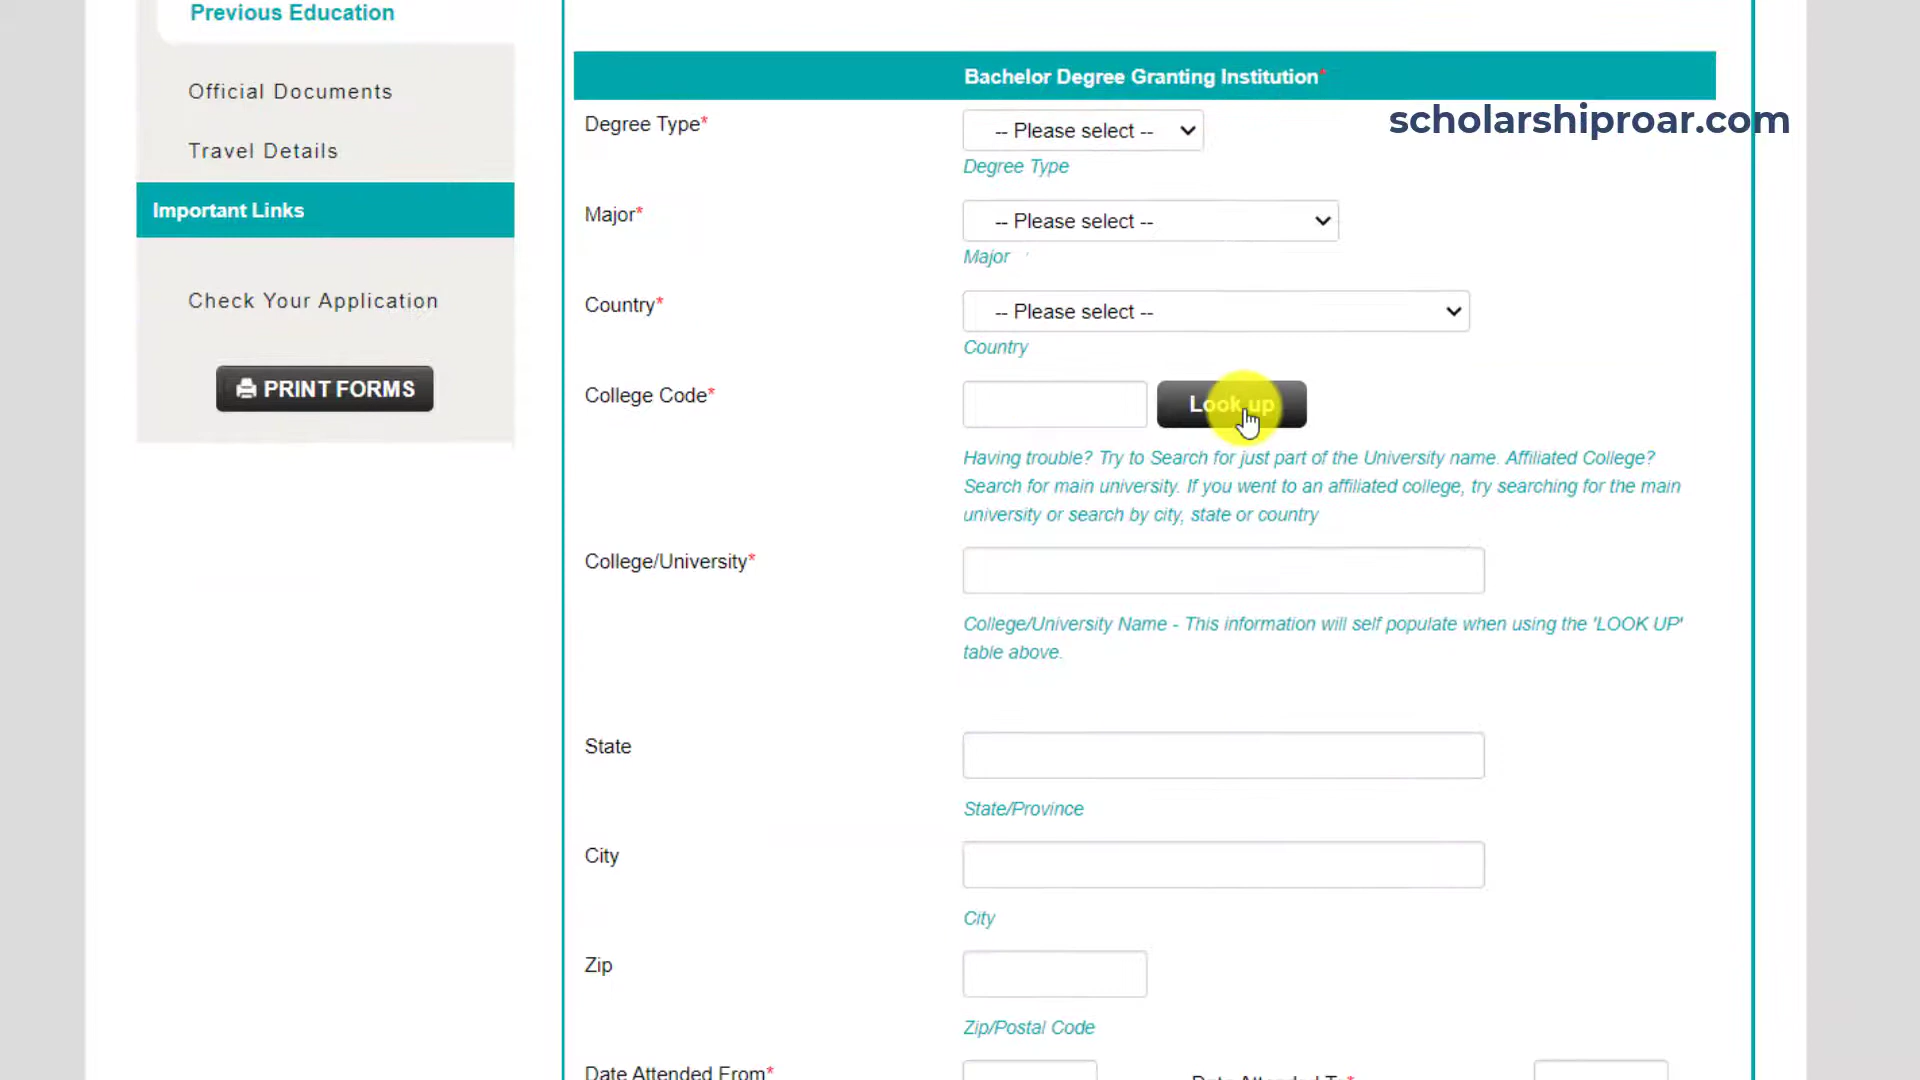 Previous Education
Official Documents
Travel Details
Important Links
Check Your Application
PRINT FORMS
Bachelor Degree Granting Institution*
scholarshiproar.com
Degree Type*
-- Please select --
Degree Type
Major*
-- Please select --
Major
Country*
-- Please select --
Country
College Code*
Look up
Having trouble? Try to Search for just part of the University name. Affiliated College?
Search for main university. If you went to an affiliated college, try searching for the main
university or search by city, state or country
College/University*
College/University Name - This information will self populate when using the 'LOOK UP'
table above.
State
State/Province
City
City
Zip
Zip/Postal Code
Date Attended From*
Date Attended To*